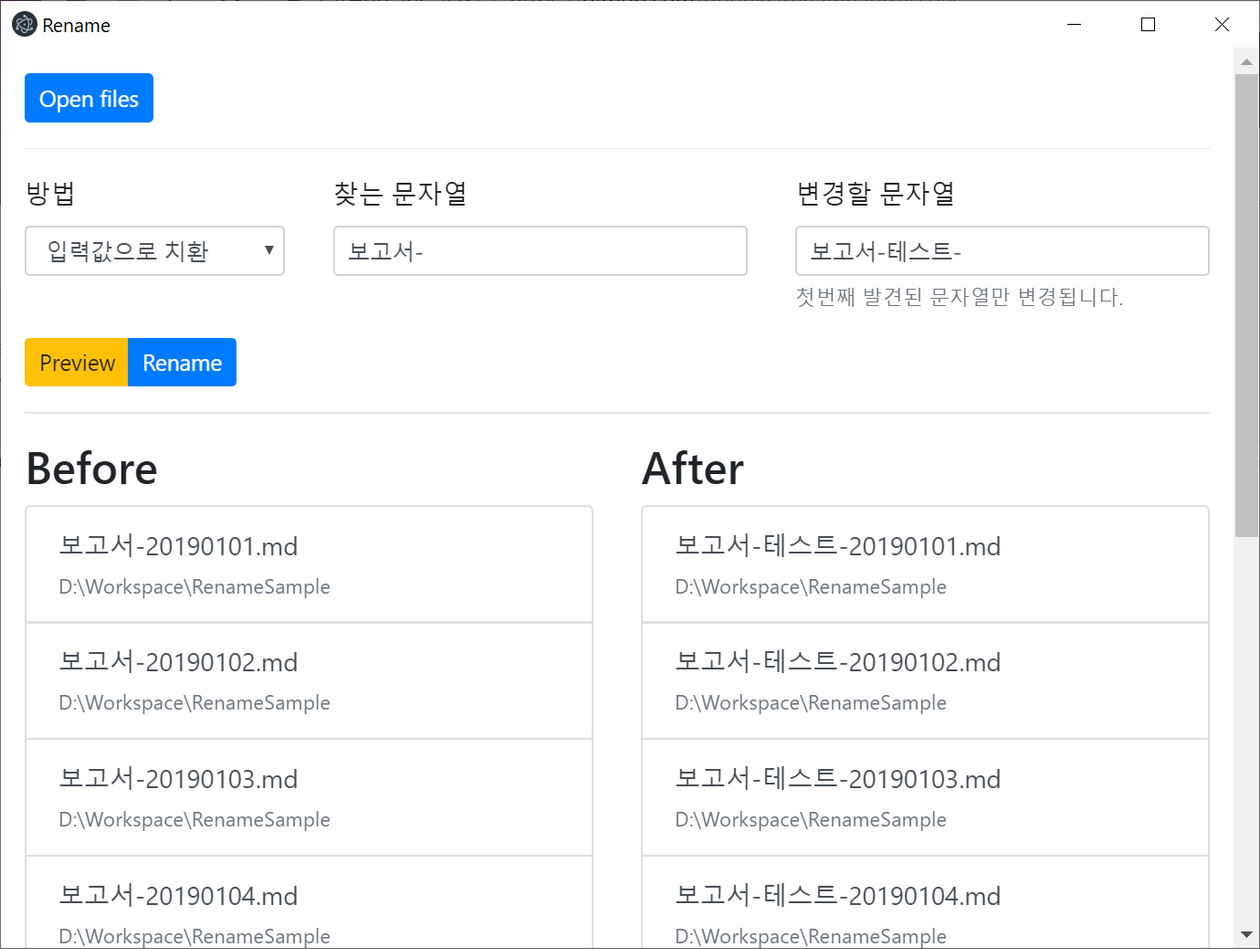 Rename
Open files
방법
찾는 문자열
변경할 문자열
입력값으로 치환
보고서-
보고서-테스트-
첫번째 발견된 문자열만 변경됩니다.
Preview
Rename
Before
After
보고서-20190101.md
D:\Workspace\RenameSample
보고서-테스트-20190101.md
D:\Workspace\RenameSample
보고서-20190102.md
D:\Workspace\RenameSample
보고서-테스트-20190102.md
D:\Workspace\RenameSample
보고서-20190103.md
D:\Workspace\RenameSample
보고서-테스트-20190103.md
D:\Workspace\RenameSample
보고서-20190104.md
D:\Workspace\RenameSample
보고서-테스트-20190104.md
D:\Workspace\RenameSample